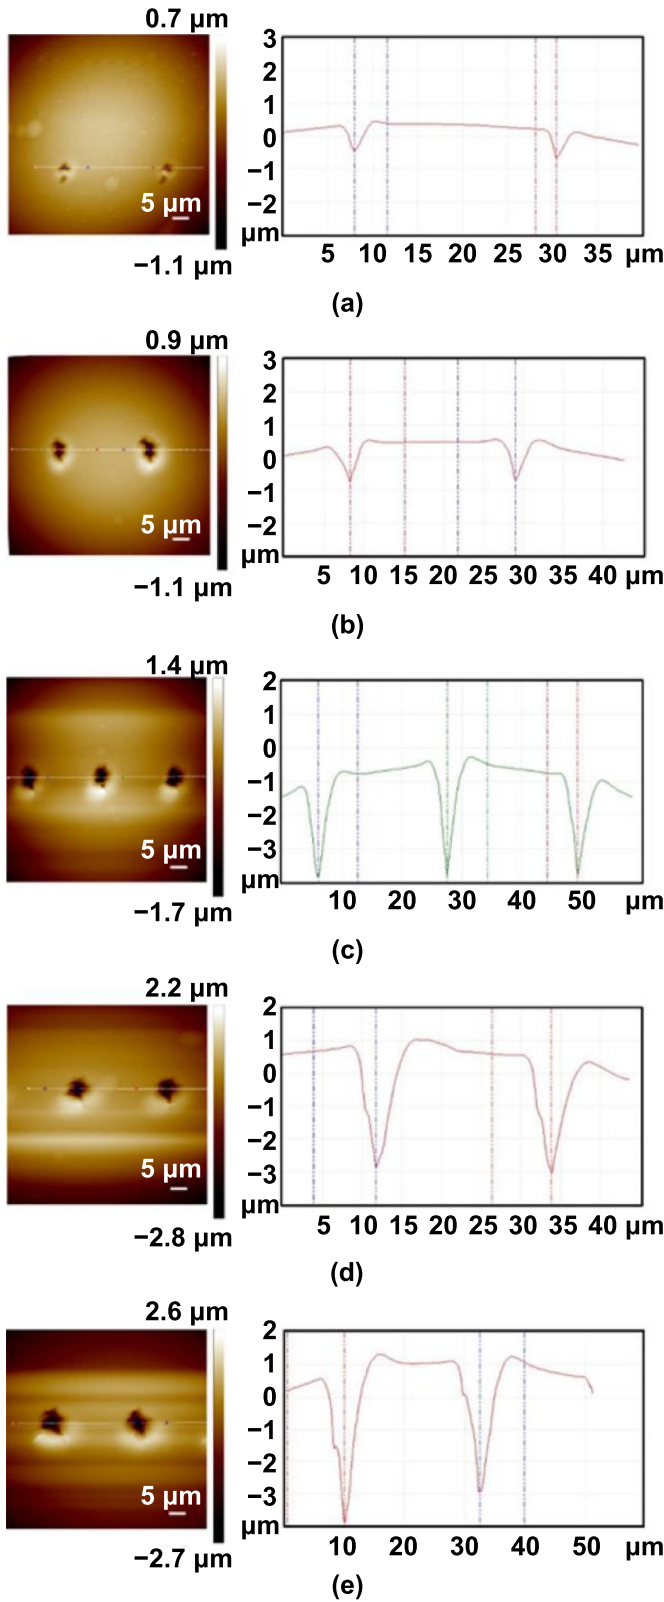 0.7 µm
5 µm
−1.1 µm
3
2
1
0
−1
−2
µm
5 10 15 20 25 30 35 µm
(a)
0.9 µm
5 µm
−1.1 µm
3
2
1
0
−1
−2
µm
5 10 15 20 25 30 35 40 µm
(b)
1.4 µm
5 µm
−1.7 µm
2
1
0
−1
−2
−3
µm
10 20 30 40 50 µm
(c)
2.2 µm
5 µm
−2.8 µm
2
1
0
−1
−2
−3
µm
5 10 15 20 25 30 35 40 µm
(d)
2.6 µm
5 µm
−2.7 µm
2
1
0
−1
−2
−3
µm
10 20 30 40 50 µm
(e)